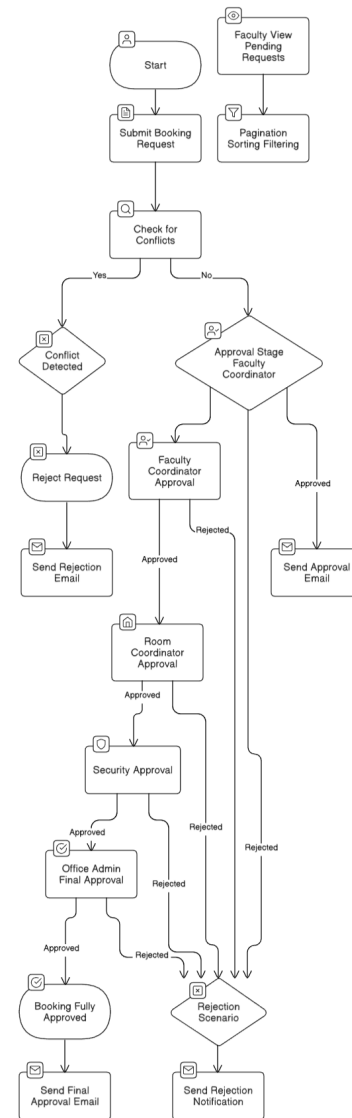 Start
Faculty View
Pending
Requests
Submit Booking
Request
Pagination
Sorting Filtering
Check for
Conflicts
Yes
No
Conflict
Detected
Approval Stage
Faculty
Coordinator
Reject Request
Faculty
Coordinator
Approval
Approved
Rejected
Approved
Send Rejection
Email
Send Approval
Email
Room
Coordinator
Approval
Approved
Security Approval
Approved
Rejected
Rejected
Office Admin
Final Approval
Rejected
Approved
Rejected
Booking Fully
Approved
Rejection
Scenario
Send Final
Approval Email
Send Rejection
Notification